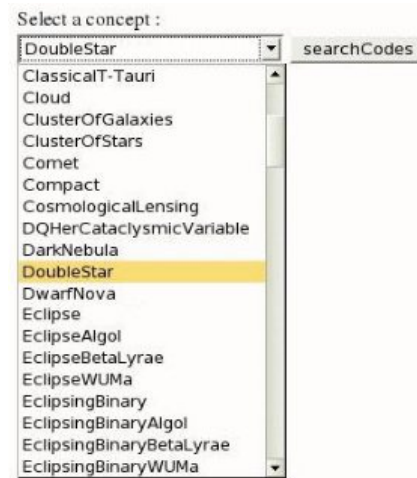 Select a concept :
DoubleStar searchCodes
ClassicalT-Tauri
Cloud
ClusterOfGalaxies
ClusterOfStars
Comet
Compact
CosmologicalLensing
DQHerCataclysmicVariable
DarkNebula
DoubleStar
DwarfNova
Eclipse
EclipseAlgol
EclipseBetaLyrae
EclipseWUMa
EclipsingBinary
EclipsingBinaryAlgol
EclipsingBinaryBetaLyrae
EclipsingBinaryWUMa